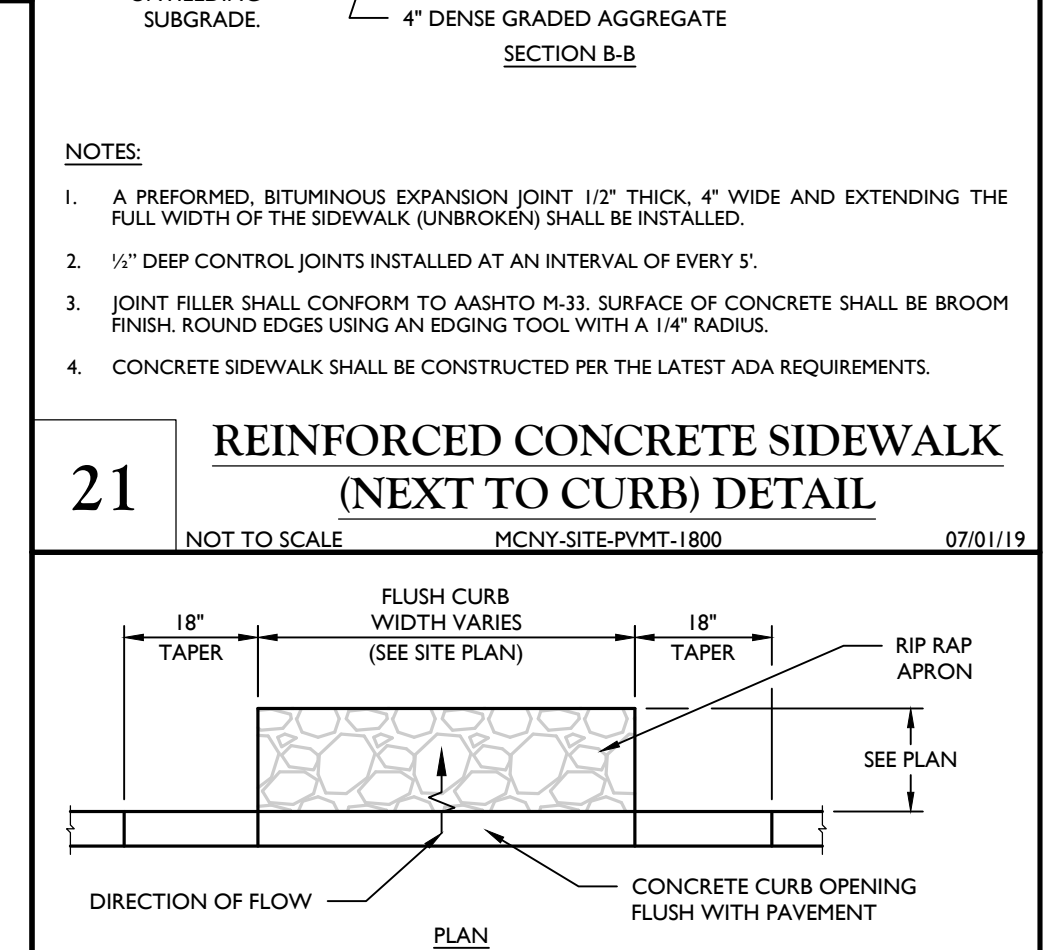 SUBGRADE.
4" DENSE GRADED AGGREGATE
SECTION B-B
NOTES:
1. A PREFORMED, BITUMINOUS EXPANSION JOINT 1/2" THICK, 4" WIDE AND EXTENDING THE
FULL WIDTH OF THE SIDEWALK (UNBROKEN) SHALL BE INSTALLED.
2. ½” DEEP CONTROL JOINTS INSTALLED AT AN INTERVAL OF EVERY 5'.
3. JOINT FILLER SHALL CONFORM TO AASHTO M-33. SURFACE OF CONCRETE SHALL BE BROOM
FINISH. ROUND EDGES USING AN EDGING TOOL WITH A 1/4" RADIUS.
4. CONCRETE SIDEWALK SHALL BE CONSTRUCTED PER THE LATEST ADA REQUIREMENTS.
21
REINFORCED CONCRETE SIDEWALK
(NEXT TO CURB) DETAIL
NOT TO SCALE MCNY-SITE-PVMT-1800 07/01/19
FLUSH CURB
18" WIDTH VARIES 18"
TAPER (SEE SITE PLAN) TAPER
RIP RAP
APRON
SEE PLAN
DIRECTION OF FLOW
CONCRETE CURB OPENING
FLUSH WITH PAVEMENT
PLAN